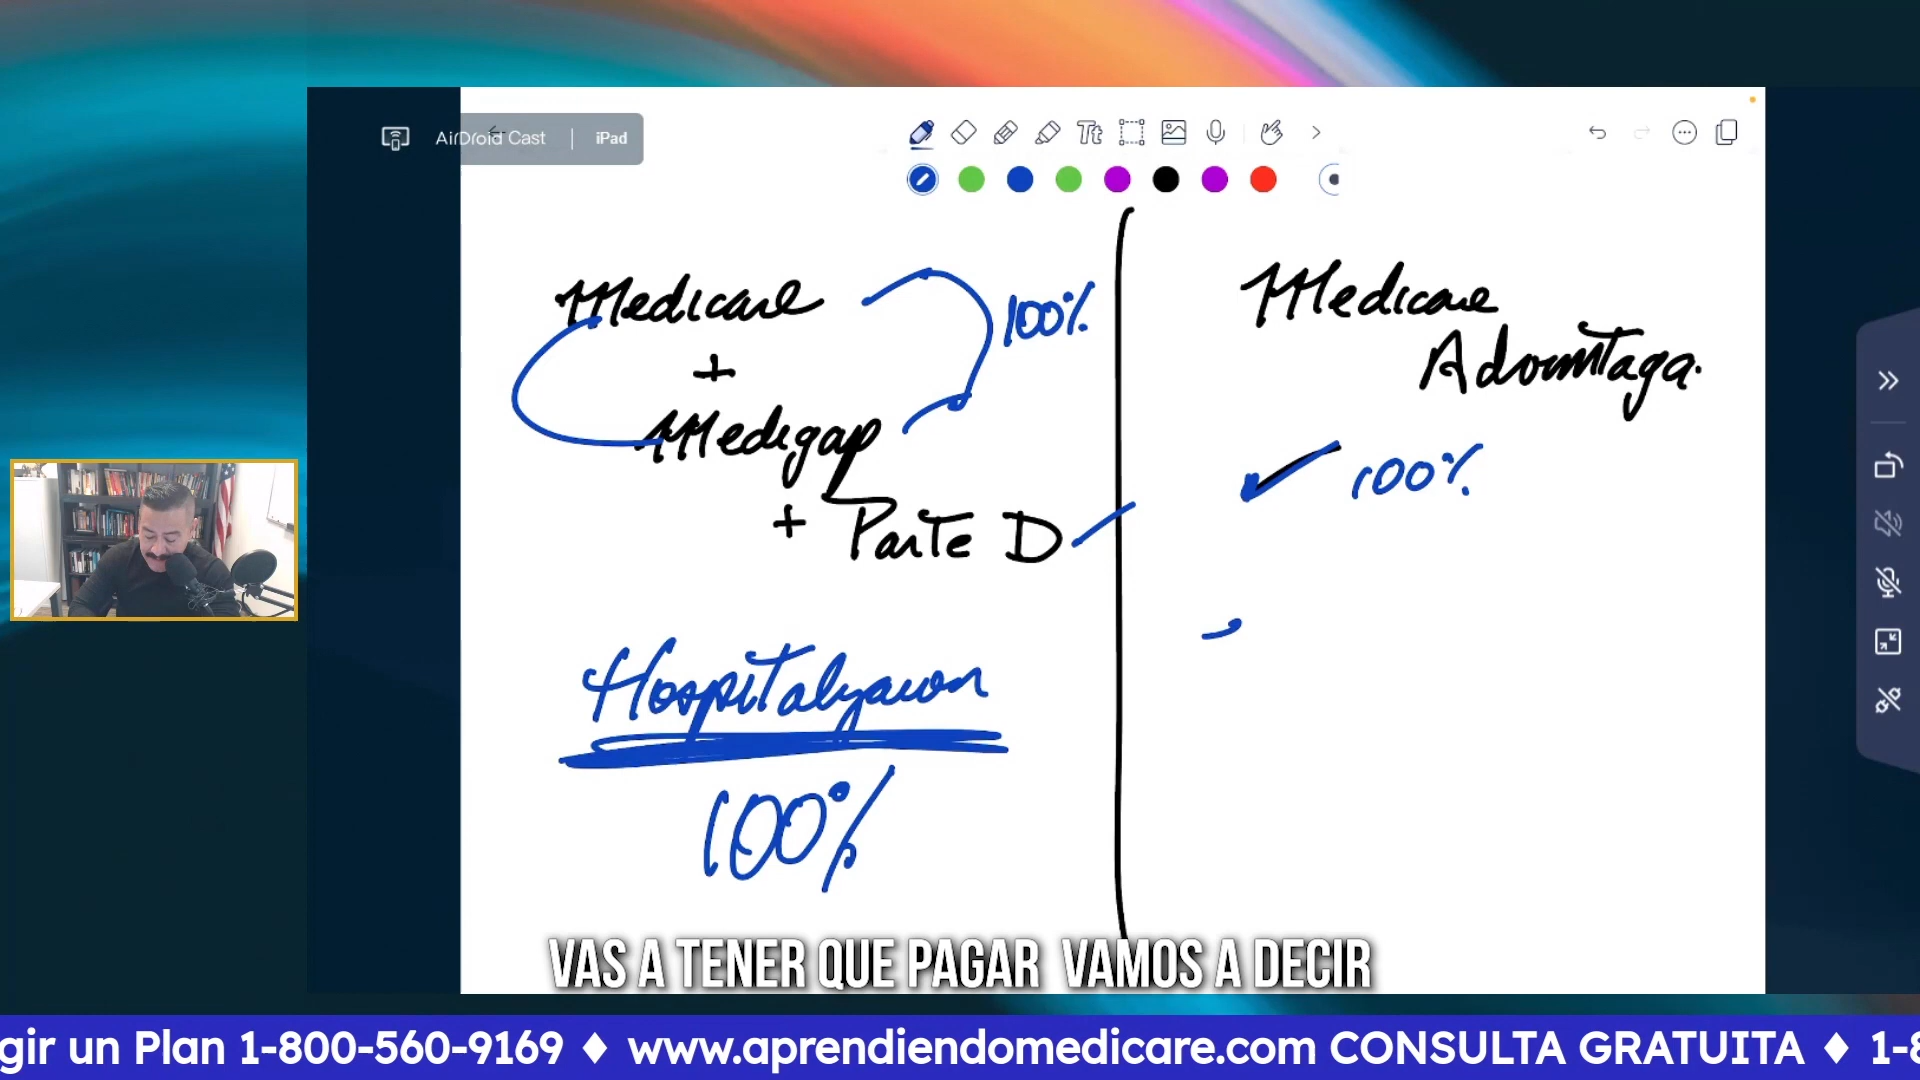 AirDroid Cast | iPad
Tt
Medicare
100%
+
Medigap
+ Parte D
Medicare
Advantage.
100%
Hospitalizacion
100%
VAS A TENER QUE PAGAR VAMOS A DECIR
gir un Plan 1-800-560-9169 ♦ www.aprendiendomedicare.com CONSULTA GRATUITA ♦ 1-8